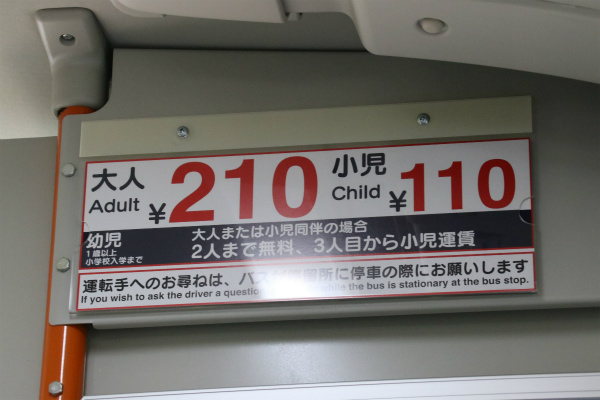 大人 Adult ¥210 小児 Child ¥110
幼児
1歳以上
小学校入学まで
大人または小児同伴の場合
2人まで無料、3人目から小児運賃
運転手へのお尋ねは、バス 留所に停車の際にお願いします
If you wish to ask the driver a question while the bus is stationary at the bus stop.